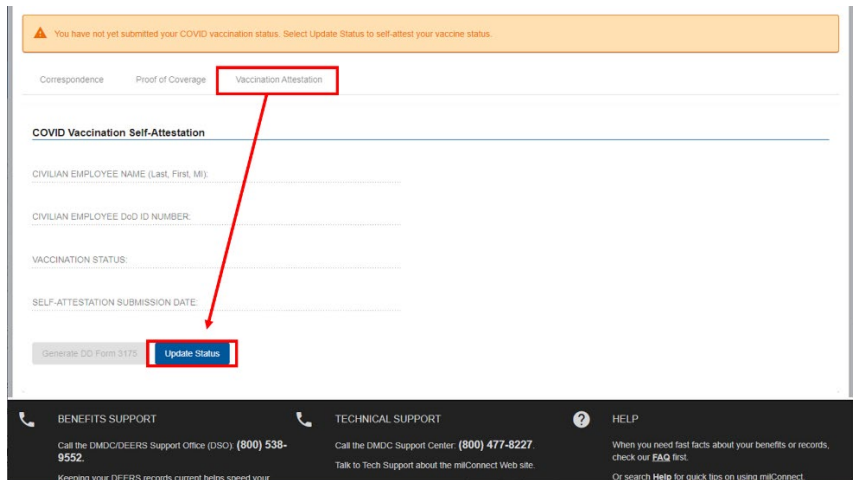 You have not yet submitted your COVID vaccination status. Select Update Status to self-attest your vaccine status.
Correspondence Proof of Coverage Vaccination Attestation
COVID Vaccination Self-Attestation
CIVILIAN EMPLOYEE NAME (Last, First, MI):
CIVILIAN EMPLOYEE DoD ID NUMBER:
VACCINATION STATUS:
SELF-ATTESTATION SUBMISSION DATE:
Generate DD Form 3175 Update Status
BENEFITS SUPPORT
Call the DMDC/DEERS Support Office (DSO): (800) 538-
9552.
Keeping your DEERS records current helps speed your
TECHNICAL SUPPORT
Call the DMDC Support Center: (800) 477-8227.
Talk to Tech Support about the milConnect Web site.
HELP
When you need fast facts about your benefits or records,
check our FAQ first.
Or search Help for quick tips on using milConnect.